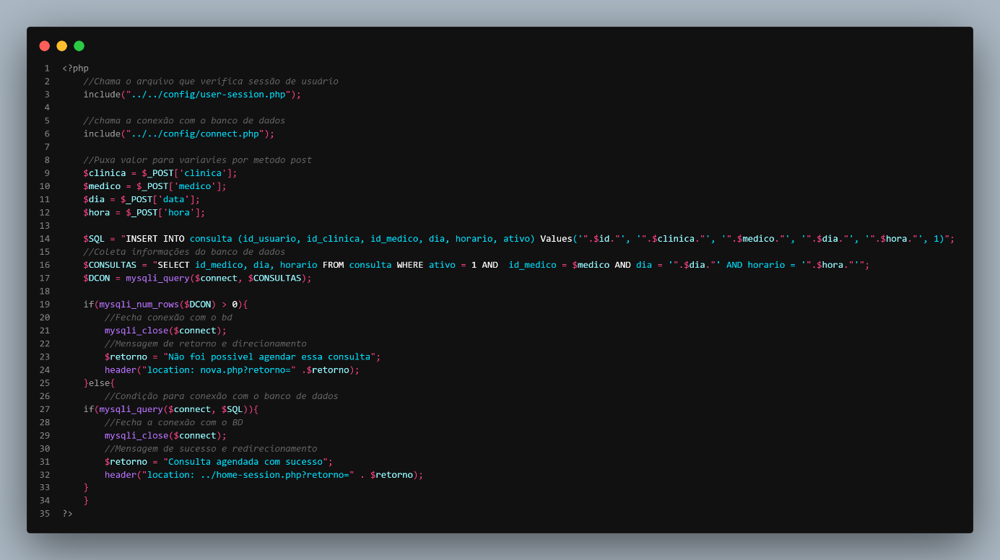 1 <?php
2 //Chama o arquivo que verifica sessão de usuário
3 include("../../config/user-session.php");
4
5 //chama a conexão com o banco de dados
6 include("../../config/connect.php");
7
8 //Puxa valor para variavies por metodo post
9 $clinica = $_POST['clinica'];
10 $medico = $_POST['medico'];
11 $dia = $_POST['data'];
12 $hora = $_POST['hora'];
13
14 $SQL = "INSERT INTO consulta (id_usuario, id_clinica, id_medico, dia, horario, ativo) Values('".$id."', '".$clinica."', '".$medico."', '".$dia."', '".$hora."', 1)";
15 //Coleta informações do banco de dados
16 $CONSULTAS = "SELECT id_medico, dia, horario FROM consulta WHERE ativo = 1 AND  id_medico = $medico AND dia = '".$dia."' AND horario = '".$hora."'";
17 $DCON = mysqli_query($connect, $CONSULTAS);
18
19 if(mysqli_num_rows($DCON) > 0){
20 //Fecha conexão com o bd
21 mysqli_close($connect);
22 //Mensagem de retorno e direcionamento
23 $retorno = "Não foi possivel agendar essa consulta";
24 header("location: nova.php?retorno=" .$retorno);
25 }else{
26 //Condição para conexão com o banco de dados
27 if(mysqli_query($connect, $SQL)){
28 //Fecha a conexão com o BD
29 mysqli_close($connect);
30 //Mensagem de sucesso e redirecionamento
31 $retorno = "Consulta agendada com sucesso";
32 header("location: ../home-session.php?retorno=" . $retorno);
33 }
34 }
35 ?>